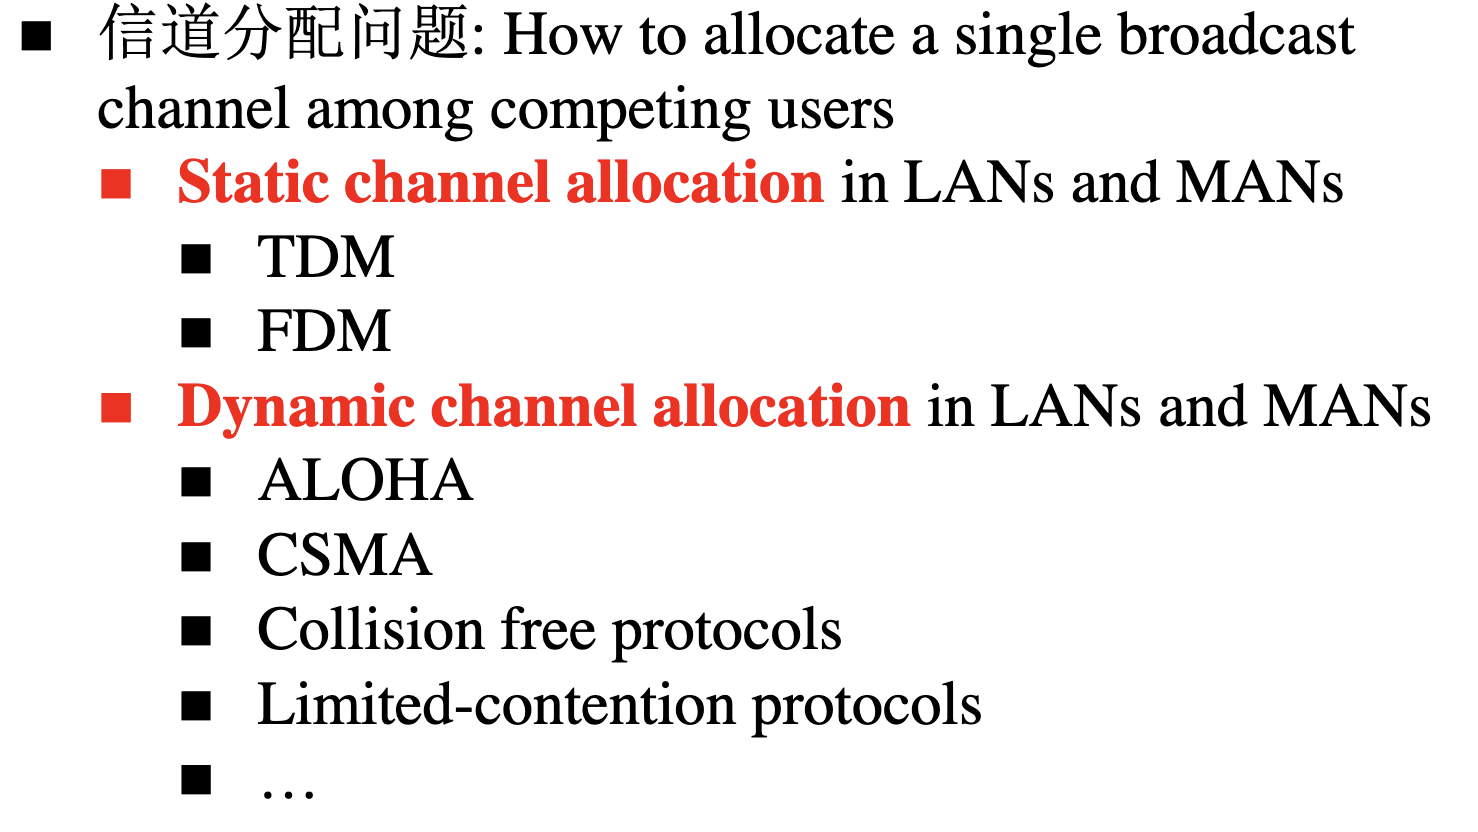 ■ 信道分配问题: How to allocate a single broadcast
channel among competing users
■ Static channel allocation in LANs and MANs
■ TDM
■ FDM
■ Dynamic channel allocation in LANs and MANs
■ ALOHA
■ CSMA
■ Collision free protocols
■ Limited-contention protocols
■ …